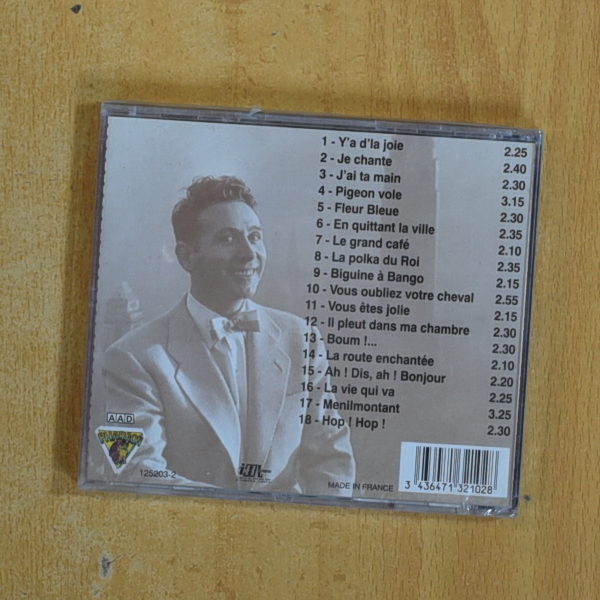 1 - Y'a d'la joie 2.25
2 - Je chante 2.40
3 - J'ai ta main 2.30
4 - Pigeon vole 3.15
5 - Fleur Bleue 2.30
6 - En quittant la ville 2.35
7 - Le grand café 2.10
8 - La polka du Roi 2.35
9 - Biguine à Bango 2.15
10 - Vous oubliez votre cheval 2.55
11 - Vous êtes jolie 2.15
12 - Il pleut dans ma chambre 2.30
13 - Boum !... 2.30
14 - La route enchantée 2.10
15 - Ah ! Dis, ah ! Bonjour 2.20
16 - La vie qui va 2.25
17 - Menilmontant 3.25
18 - Hop ! Hop ! 2.30
AAD
125203-2
MADE IN FRANCE
3 436471 321028